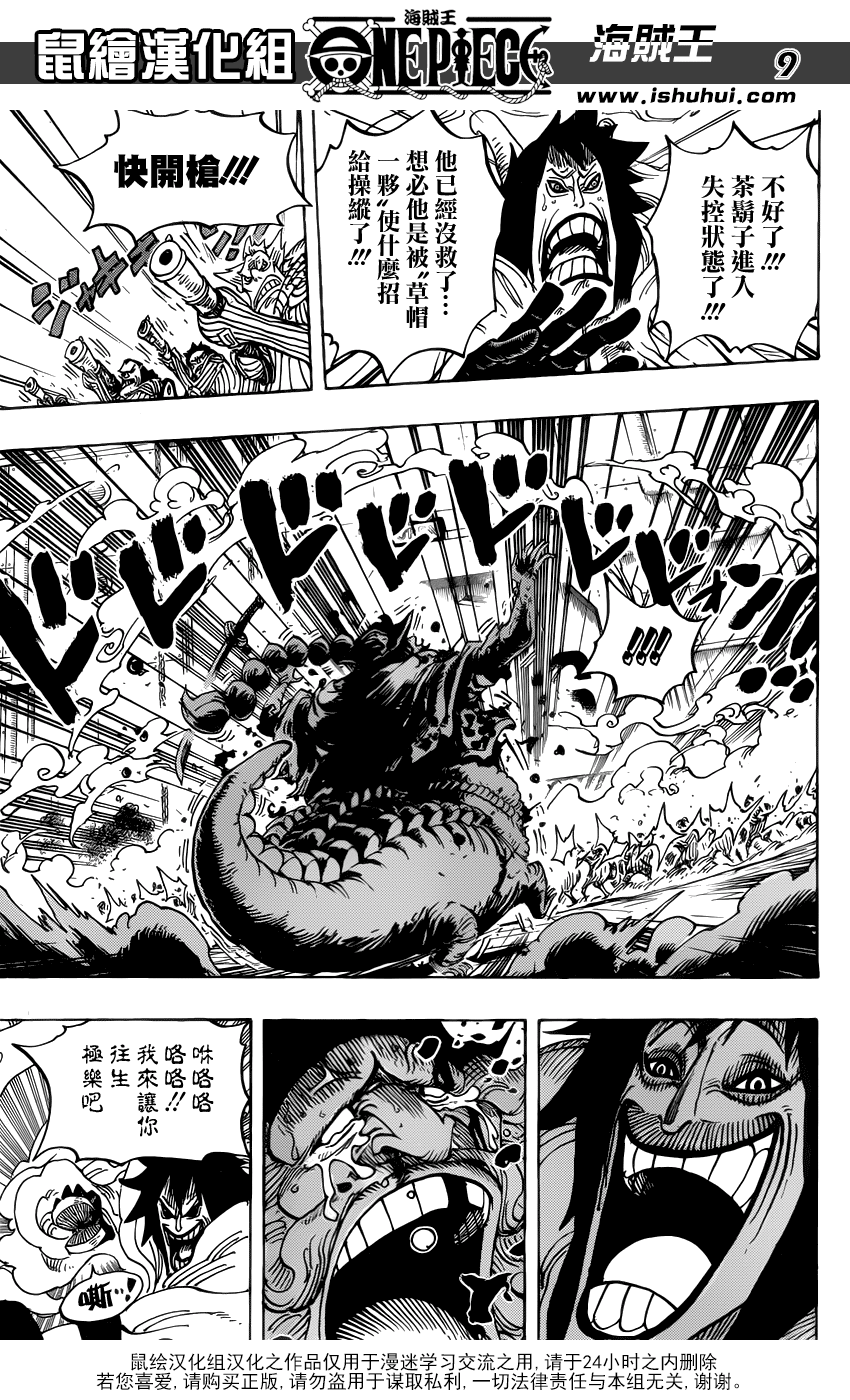 鼠繪漢化組
海賊王
ONE PIECE
海賊王
9
www.ishuhui.com
不好了!!!
茶鬍子進入
失控狀態了!!!
他已經沒救了…
想必他是被〝草帽
一夥〞使什麼招
給操縱了!!!
快開槍!!!
ジャキキン
ドドドドドドォン!!!
!!!
咻咯咯
咯咯!!
我來讓你
往生
極樂吧
嘶…!
鼠绘汉化组汉化之作品仅用于漫迷学习交流之用,请于24小时之内删除
若您喜爱,请购买正版,请勿盗用于谋取私利,一切法律责任与本组无关,谢谢。